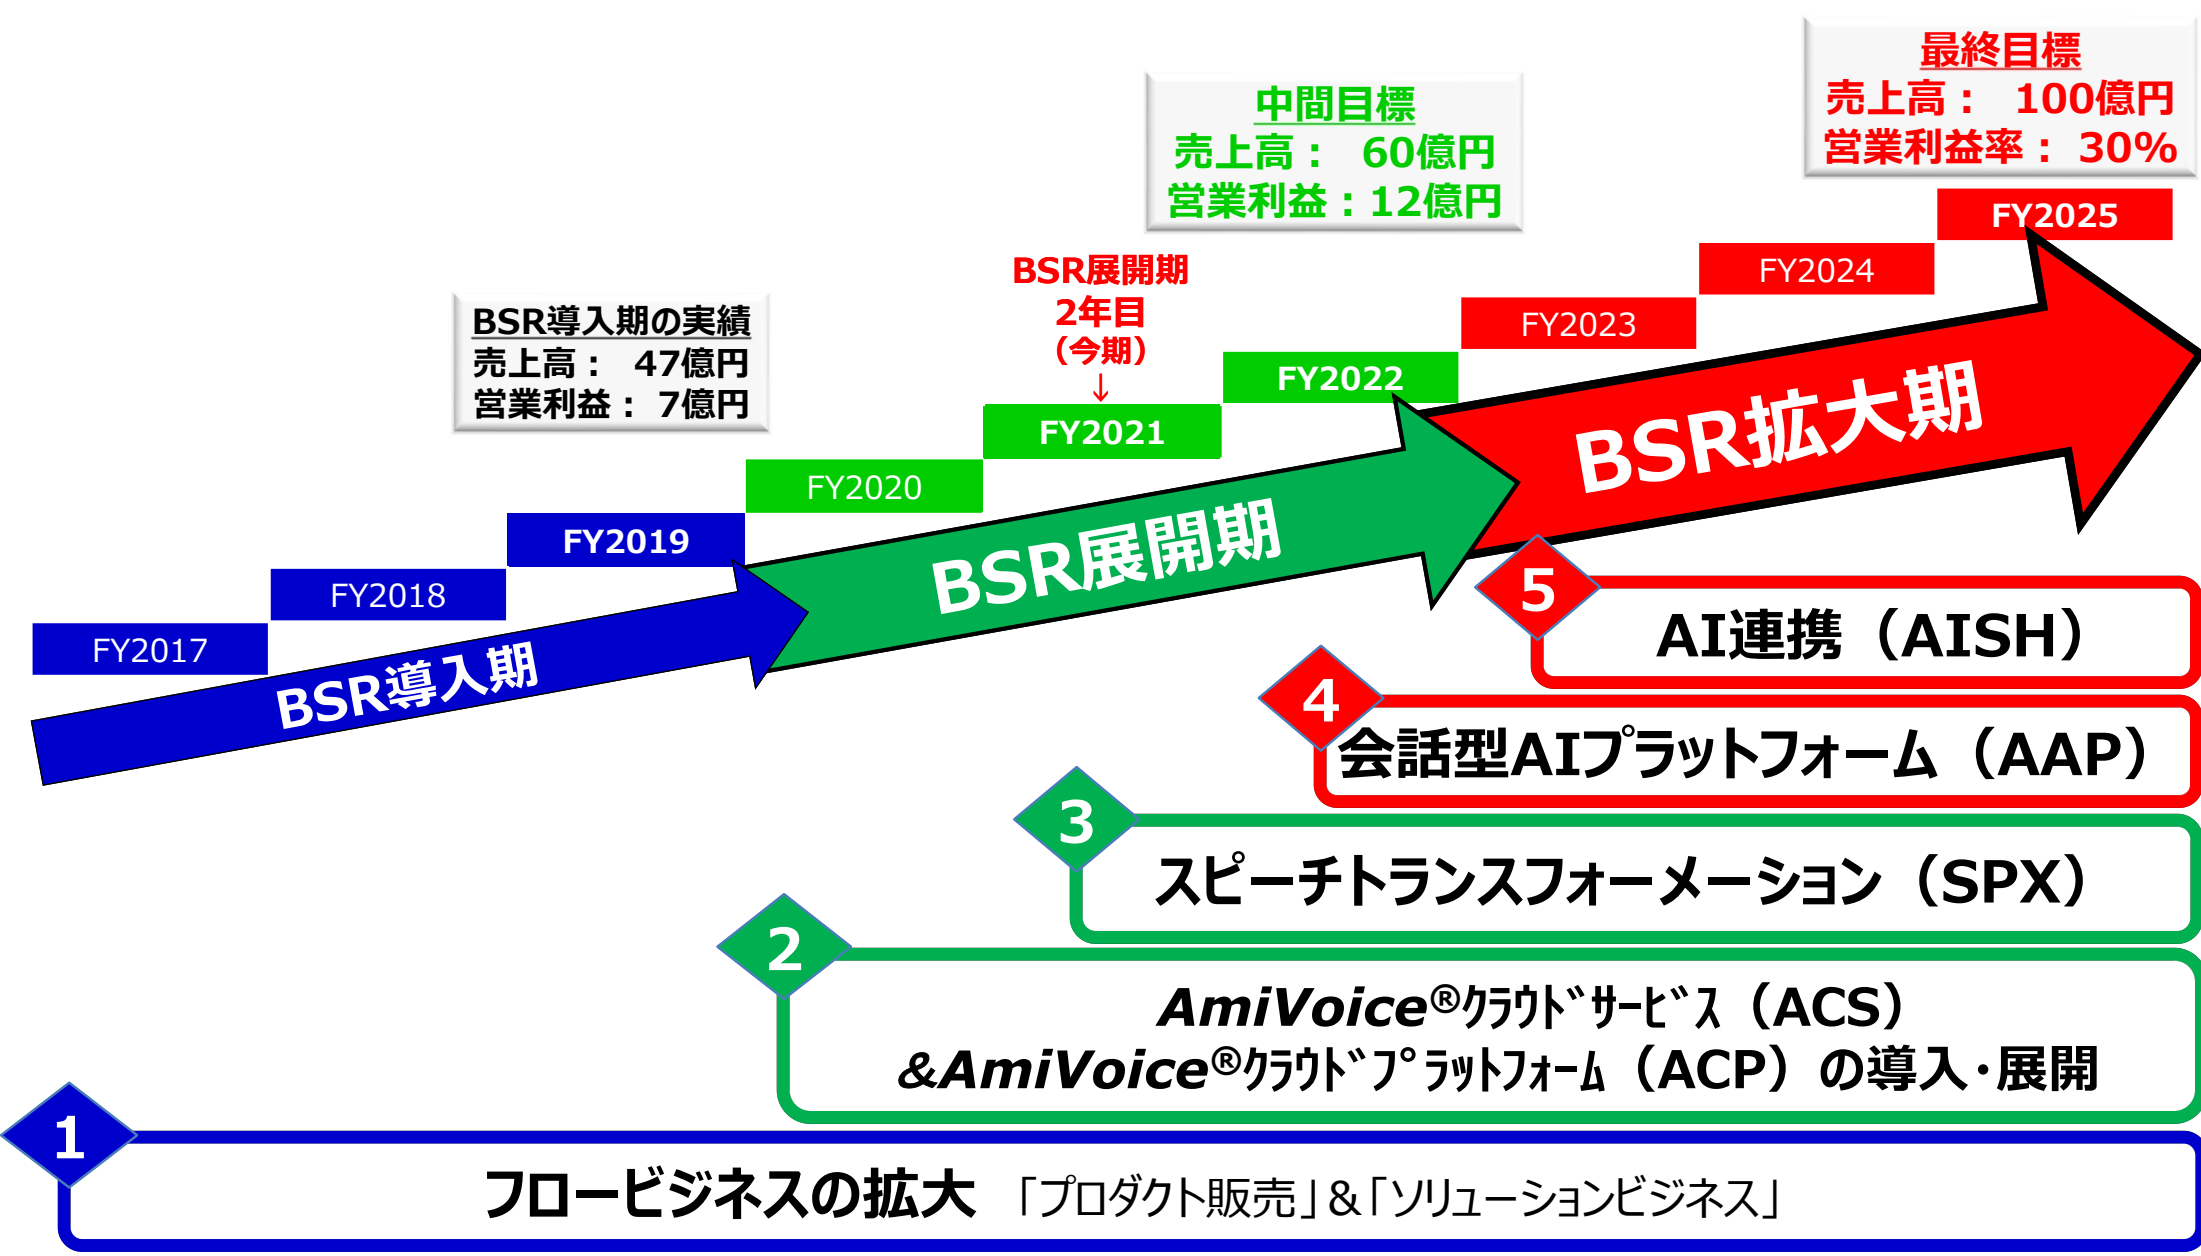 最終目標
売上高： 100億円
営業利益率： 30%
中間目標
売上高： 60億円
営業利益：12億円
BSR導入期の実績
売上高： 47億円
営業利益： 7億円
BSR展開期
2年目
（今期）
↓
FY2017
FY2018
FY2019
FY2020
FY2021
FY2022
FY2023
FY2024
FY2025
BSR導入期
BSR展開期
BSR拡大期
5
AI連携（AISH）
4
会話型AIプラットフォーム（AAP）
3
スピーチトランスフォーメーション（SPX）
2
AmiVoice®ｸﾗｳﾄﾞｻｰﾋﾞｽ（ACS）
&AmiVoice®ｸﾗｳﾄﾞﾌﾟﾗｯﾄﾌｫｰﾑ（ACP）の導入･展開
1
フロービジネスの拡大 「プロダクト販売」&「ソリューションビジネス」